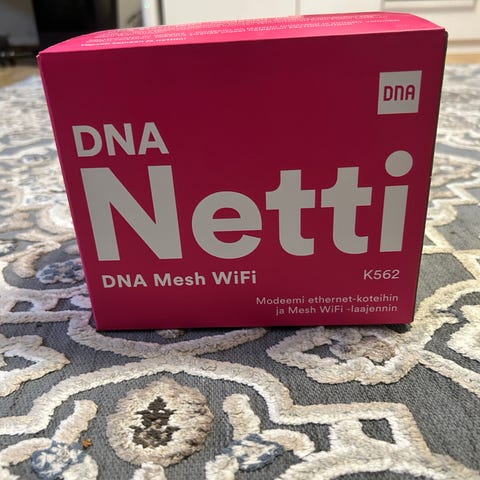 DNA
DNA
Netti
DNA Mesh WiFi
K562
Modeemi ethernet-koteihin
ja Mesh WiFi -laajennin